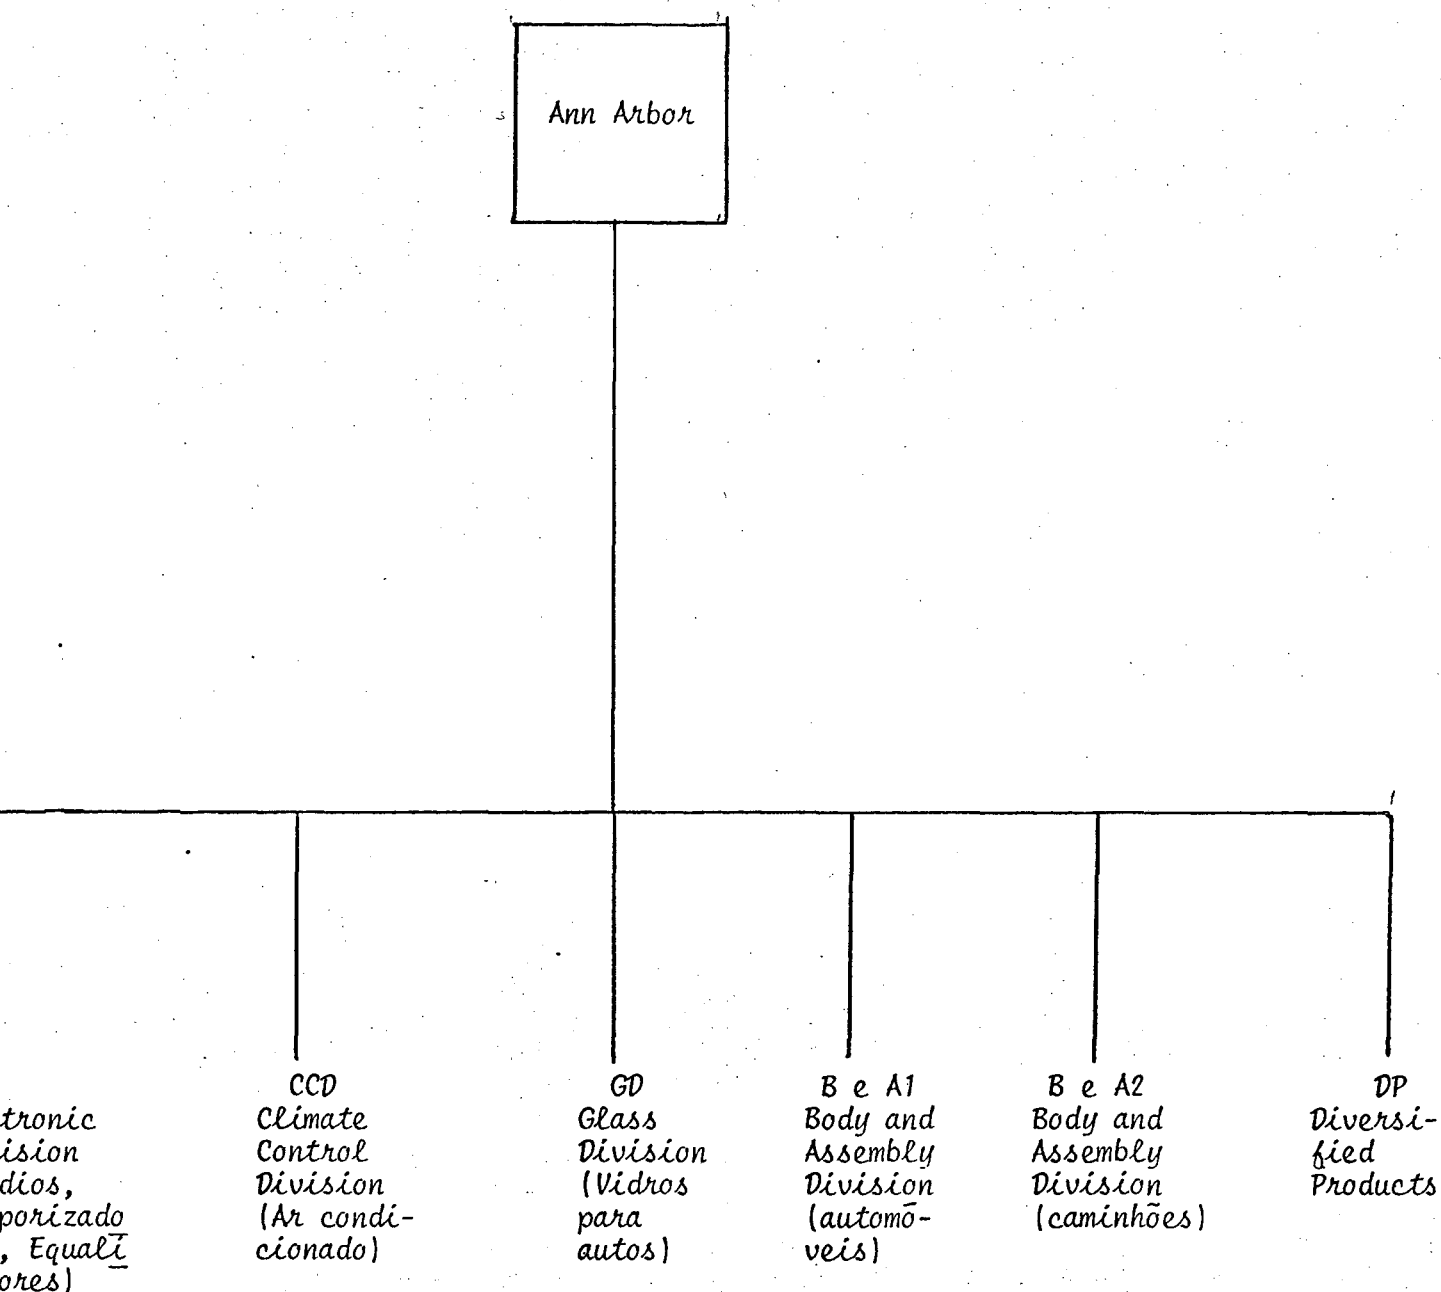 Ann Arbor
tronic
ision
dios,
porizado
, Equali
ores)
CCD
Climate
Control
Division
(Ar condi-
cionado)
GD
Glass
Division
(Vidros
para
autos)
B e A1
Body and
Assembly
Division
(automó-
veis)
B e A2
Body and
Assembly
Division
(caminhões)
DP
Diversi-
fied
Products